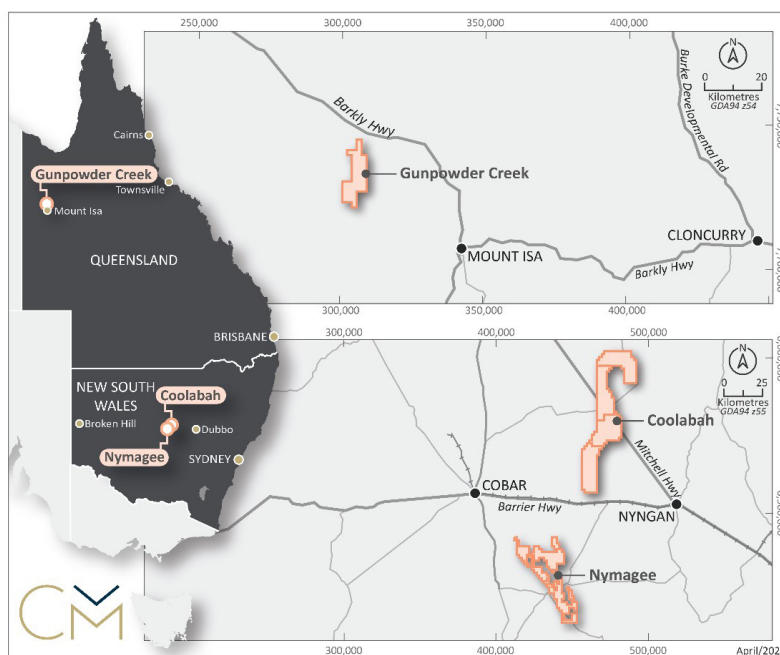 250,000
300,000
350,000
400,000
N
0
20
Kilometres
GDA94 z54
Barkly Hwy
Burke Developmental Rd
Cairns
Gunpowder Creek
Gunpowder Creek
Townsville
Mount Isa
CLONCURRY
MOUNT ISA
QUEENSLAND
Barkly Hwy
300,000
350,000
400,000
BRISBANE
300,000
400,000
500,000
N
0
25
Kilometres
GDA94 z55
NEW SOUTH
WALES
Coolabah
Broken Hill
Dubbo
Nymagee
SYDNEY
Coolabah
Mitchell Hwy
COBAR
Barrier Hwy
NYNGAN
Nymagee
CVM
300,000
400,000
500,000